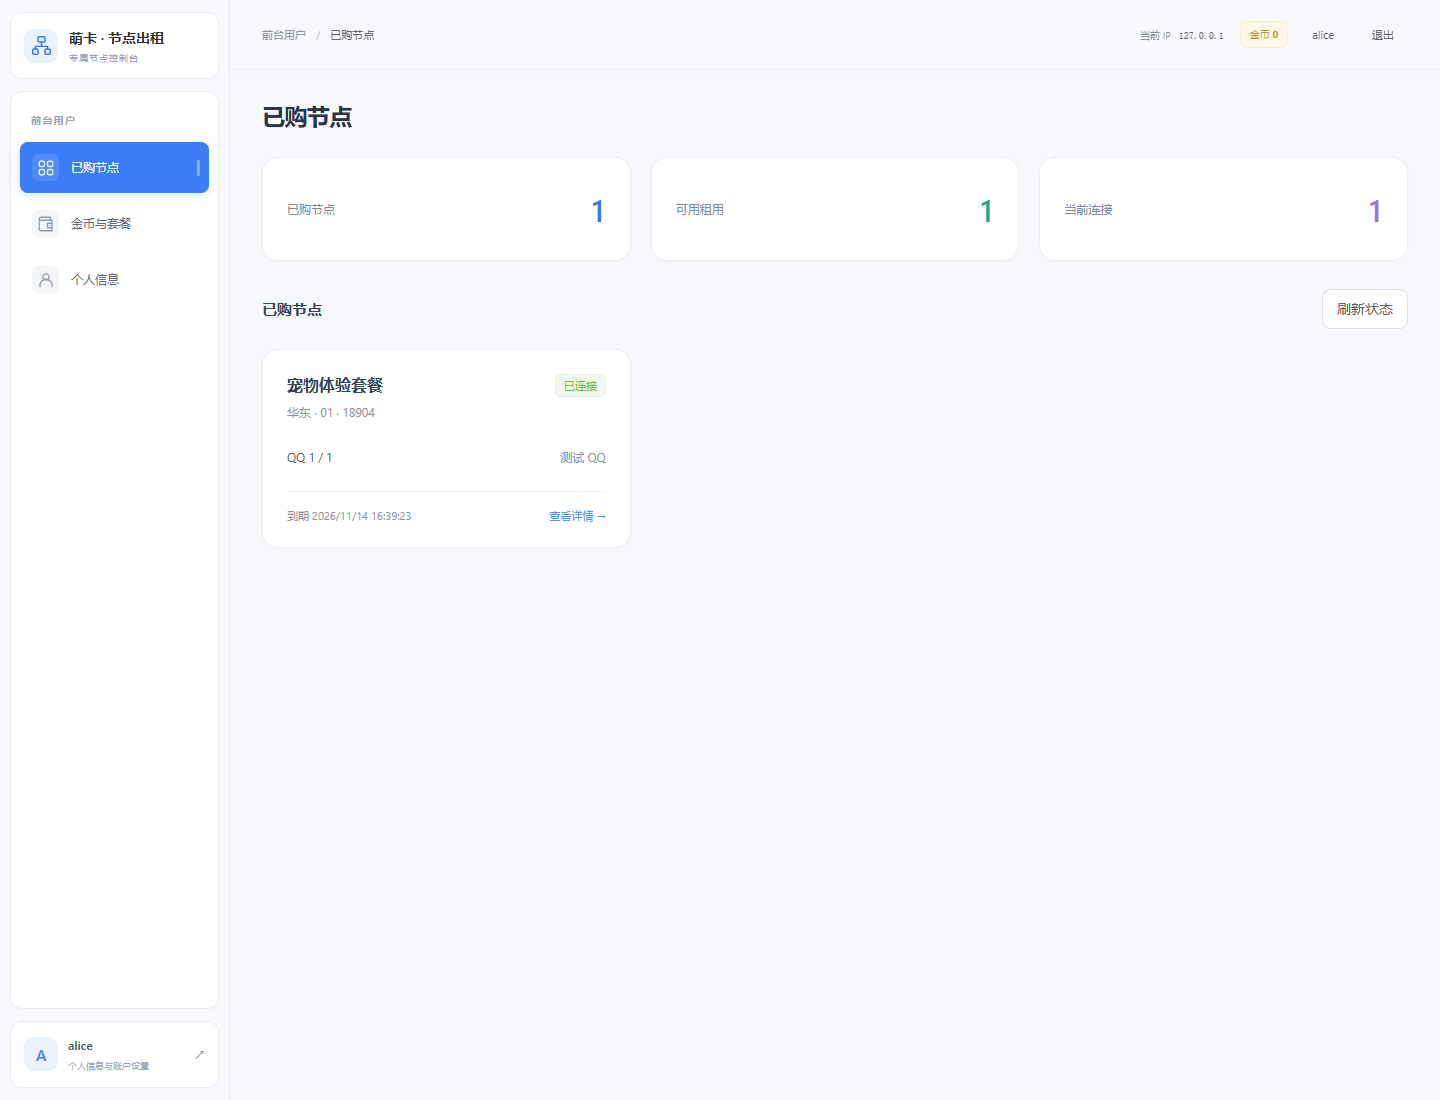 萌卡 · 节点出租
专属节点控制台
前台用户
已购节点
金币与套餐
个人信息
A
alice
个人信息与账户设置
前台用户 / 已购节点
当前 IP 127.0.0.1
金币 0
alice
退出
已购节点
已购节点
1
可用租用
1
当前连接
1
已购节点
刷新状态
宠物体验套餐
已连接
华东 · 01 · 18904
QQ 1 / 1
测试 QQ
到期 2026/11/14 16:39:23
查看详情 →